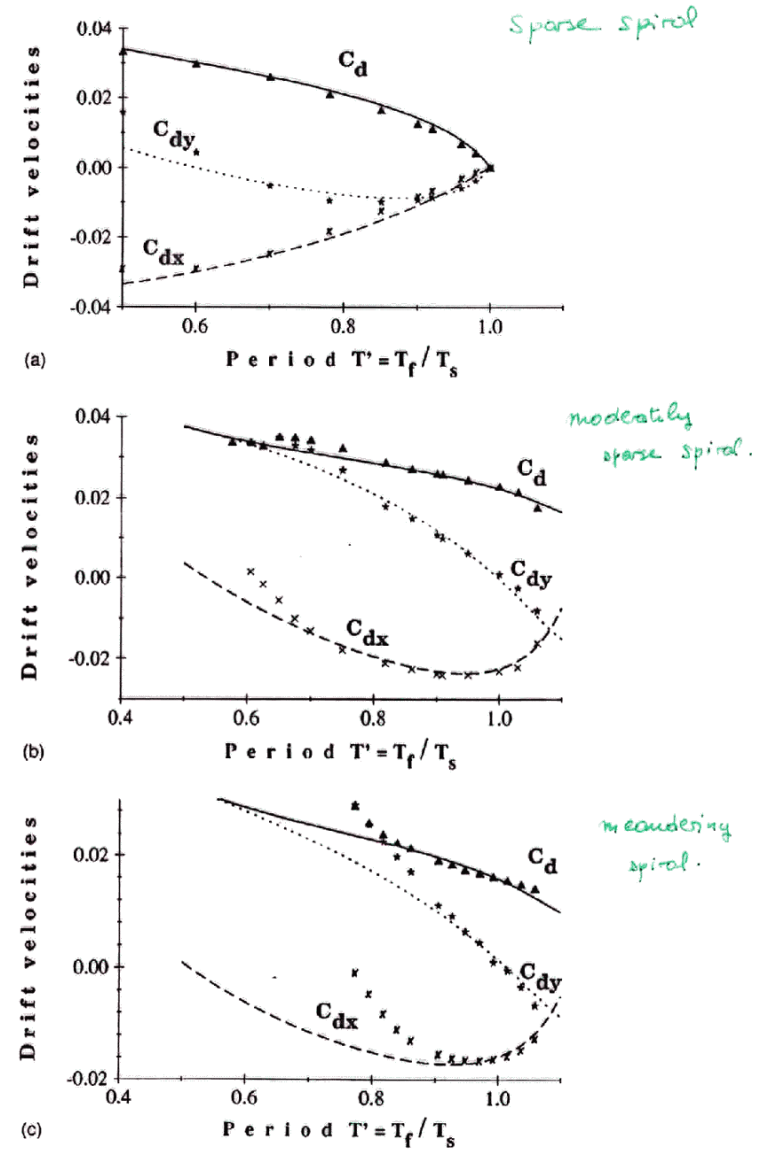 Sparse spiral
0.04
0.02
0.00
-0.02
-0.04
Drift velocities
C_d
C_dy
C_dx
0.6 0.8 1.0
(a) Period T' = T_f / T_s
moderatily
sparse spiral.
0.04
0.02
0.00
-0.02
Drift velocities
C_d
C_dy
C_dx
0.4 0.6 0.8 1.0
(b) Period T' = T_f / T_s
meandering
spiral.
0.02
0.00
-0.02
Drift velocities
C_d
C_dy
C_dx
0.4 0.6 0.8 1.0
(c) Period T' = T_f / T_s